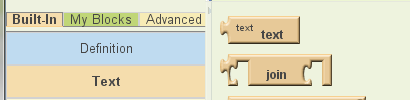 Built-In My Blocks Advanced
Definition
Text
text text
join